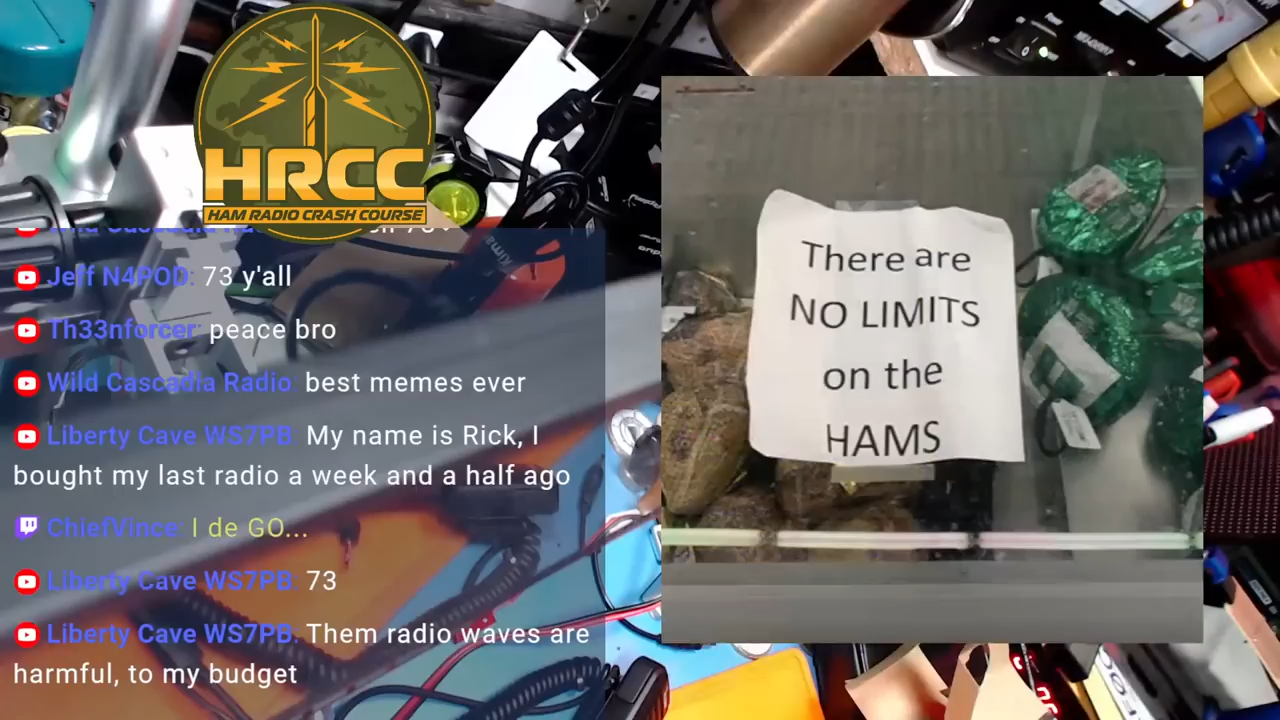 HRCC
HAM RADIO CRASH COURSE
Jeff N4POD: 73 y'all
Th33nforcer: peace bro
Wild Cascadia Radio: best memes ever
Liberty Cave WS7PB: My name is Rick, I
bought my last radio a week and a half ago
ChiefVince: I de GO...
Liberty Cave WS7PB: 73
Liberty Cave WS7PB: Them radio waves are
harmful, to my budget
There are
NO LIMITS
on the
HAMS